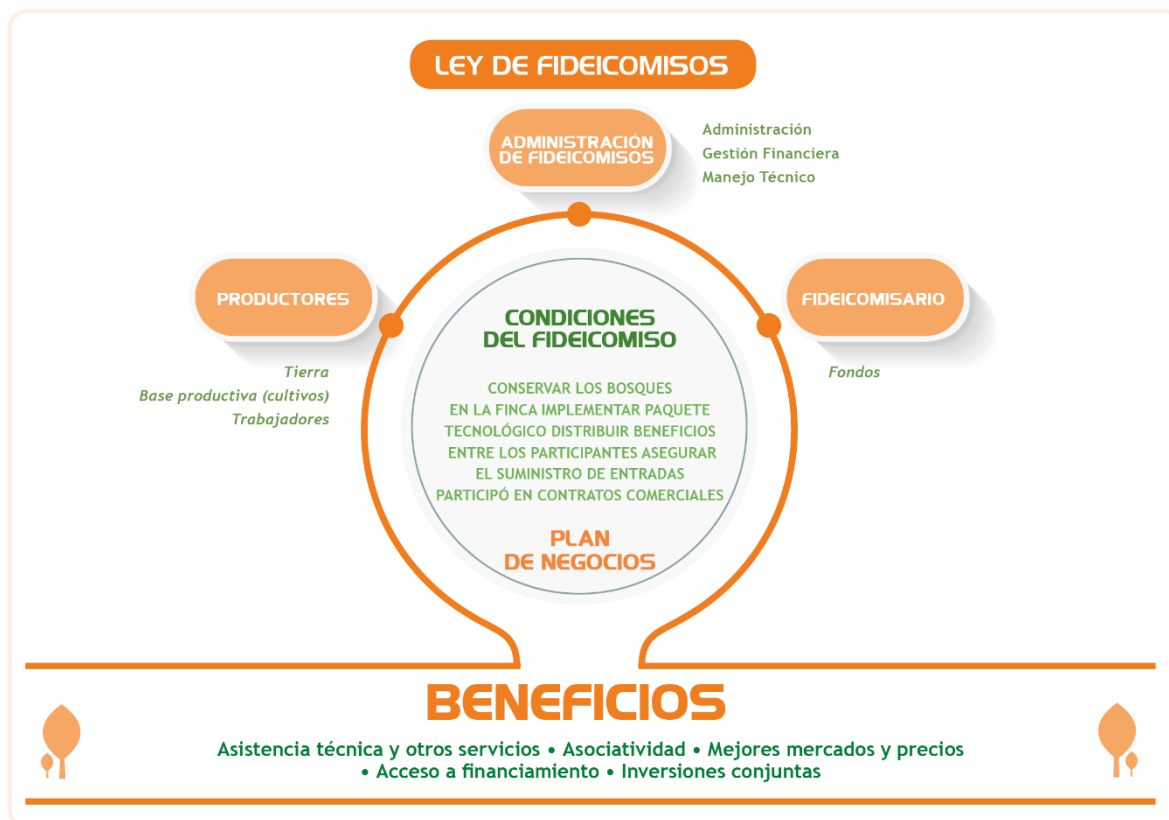 LEY DE FIDEICOMISOS
ADMINISTRACIÓN
DE FIDEICOMISOS
Administración
Gestión Financiera
Manejo Técnico
PRODUCTORES
Tierra
Base productiva (cultivos)
Trabajadores
FIDEICOMISARIO
Fondos
CONDICIONES
DEL FIDEICOMISO
CONSERVAR LOS BOSQUES
EN LA FINCA IMPLEMENTAR PAQUETE
TECNOLÓGICO DISTRIBUIR BENEFICIOS
ENTRE LOS PARTICIPANTES ASEGURAR
EL SUMINISTRO DE ENTRADAS
PARTICIPÓ EN CONTRATOS COMERCIALES
PLAN
DE NEGOCIOS
BENEFICIOS
Asistencia técnica y otros servicios • Asociatividad • Mejores mercados y precios
• Acceso a financiamiento • Inversiones conjuntas